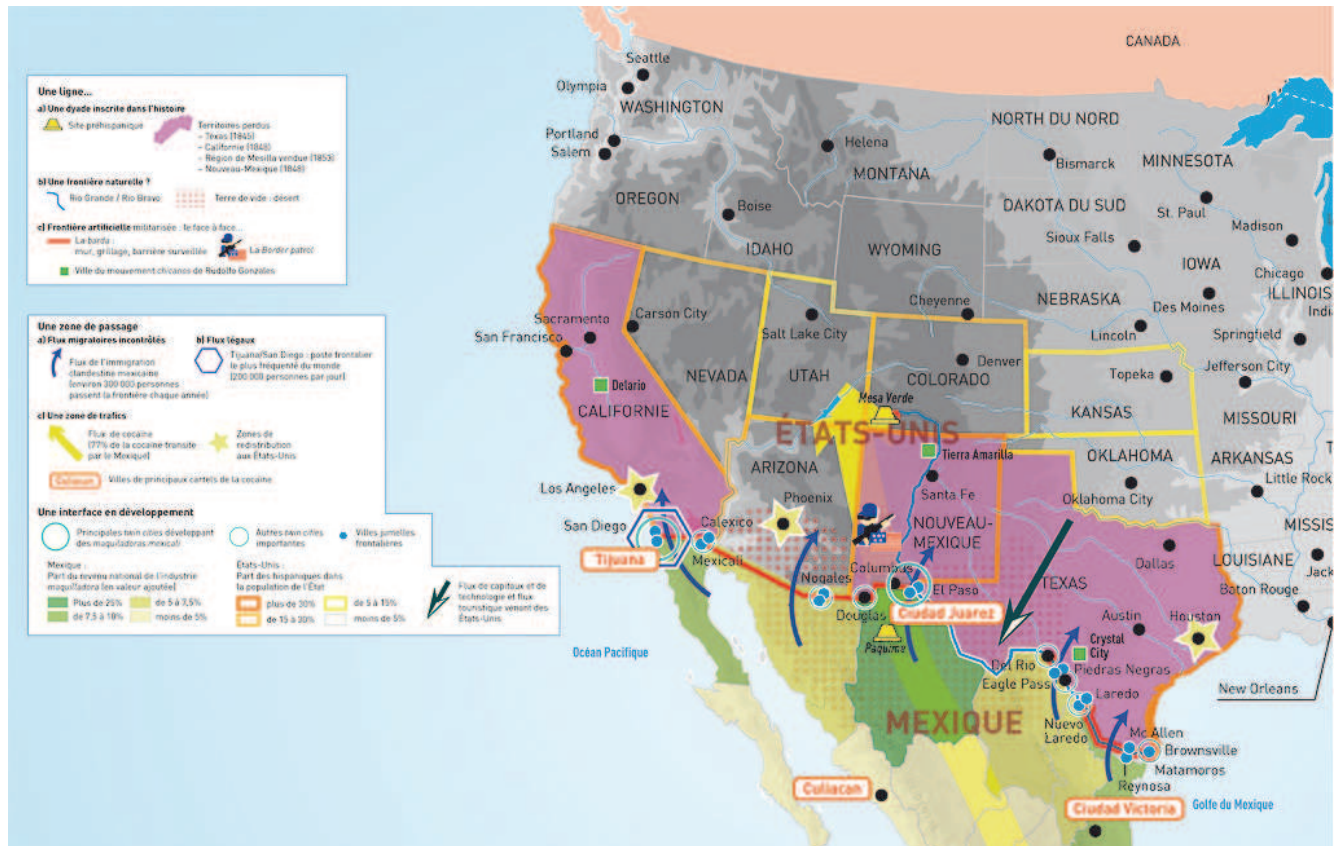 Une ligne...
a) Une dyade inscrite dans l'histoire
Site préhispanique
Territoires perdus
– Texas (1845)
– Californie (1848)
– Région de Mesilla vendue (1853)
– Nouveau-Mexique (1848)
b) Une frontière naturelle ?
Rio Grande / Rio Bravo
Terre de vide : désert
c) Frontière artificielle militarisée : le face à face...
La barda :
mur, grillage, barrière surveillée
La Border patrol
Ville du mouvement chicanos de Rudolfo Gonzales
Une zone de passage
a) Flux migratoires incontrôlés
Flux de l'immigration
clandestine mexicaine
(environ 300 000 personnes
passent la frontière chaque année)
b) Flux légaux
Tijuana/San Diego : poste frontalier
le plus fréquenté du monde
(200 000 personnes par jour)
c) Une zone de trafics
Flux de cocaïne
(77% de la cocaïne transite
par le Mexique)
Zones de
redistribution
aux États-Unis
Culiacan
Villes de principaux cartels de la cocaïne
Une interface en développement
Principales twin cities développant
des maquiladoras mexicali
Autres twin cities
importantes
Villes jumelles
frontalières
Mexique :
Part du revenu national de l'industrie
maquiladora (en valeur ajoutée)
Plus de 25%
de 5 à 7,5%
de 7,5 à 10%
moins de 5%
États-Unis :
Part des hispaniques dans
la population de l'État
plus de 30%
de 5 à 15%
de 15 à 30%
moins de 5%
Flux de capitaux et de
technologie et flux
touristique venant des
États-Unis
CANADA
Seattle
Olympia
WASHINGTON
Portland
Salem
Helena
MONTANA
NORTH DU NORD
Bismarck
MINNESOTA
OREGON
Boise
IDAHO
WYOMING
DAKOTA DU SUD
Sioux Falls
St. Paul
Madison
IOWA
Chicago
ILLINOIS
Indi
Cheyenne
NEBRASKA
Des Moines
Lincoln
Springfield
Sacramento
San Francisco
Carson City
Salt Lake City
Denver
Topeka
Jefferson City
NEVADA
UTAH
COLORADO
KANSAS
MISSOURI
Delario
CALIFORNIE
Mesa Verde
ÉTATS-UNIS
Tierra Amarilla
OKLAHOMA
ARKANSAS
Little Rock
ARIZONA
Santa Fe
Oklahoma City
Los Angeles
Phoenix
NOUVEAU-
MEXIQUE
MISSIS
San Diego
Calexico
Tijuana
Mexicali
Columbus
Dallas
LOUISIANE
Jack
Nogales
El Paso
TEXAS
Baton Rouge
Douglas
Ciudad Juarez
Austin
Houston
Paquime
Crystal
City
Océan Pacifique
Del Rio
Piedras Negras
Eagle Pass
Laredo
New Orleans
MEXIQUE
Nuevo
Laredo
Mc Allen
Brownsville
Matamoros
Reynosa
Culiacan
Ciudad Victoria
Golfe du Mexique